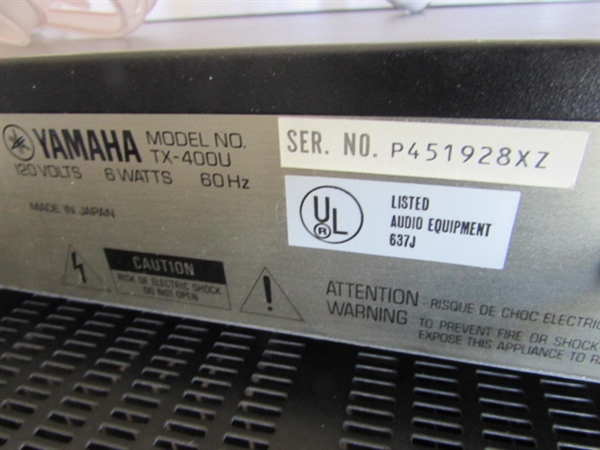 YAMAHA MODEL NO. TX-400U
120 VOLTS 6 WATTS 60 Hz
MADE IN JAPAN
SER. NO. P451928XZ
UL
R
LISTED
AUDIO EQUIPMENT
637J
CAUTION
RISK OF ELECTRIC SHOCK
DO NOT OPEN
ATTENTION - RISQUE DE CHOC ELECTRI
WARNING - TO PREVENT FIRE OR SHOCK
EXPOSE THIS APPLIANCE TO RA